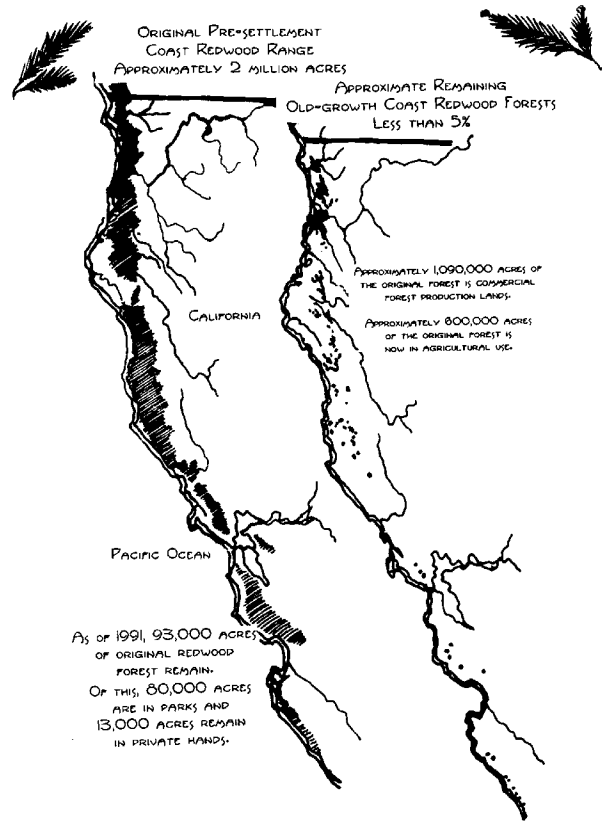 Original Pre-settlement
Coast Redwood Range
Approximately 2 million acres
Approximate Remaining
Old-growth Coast Redwood Forests
Less than 5%
Approximately 1,090,000 acres of
the original forest is commercial
forest production lands.
Approximately 600,000 acres
of the original forest is
now in agricultural use.
California
Pacific Ocean
As of 1991, 93,000 acres
of original redwood
forest remain.
Of this, 80,000 acres
are in parks and
13,000 acres remain
in private hands.